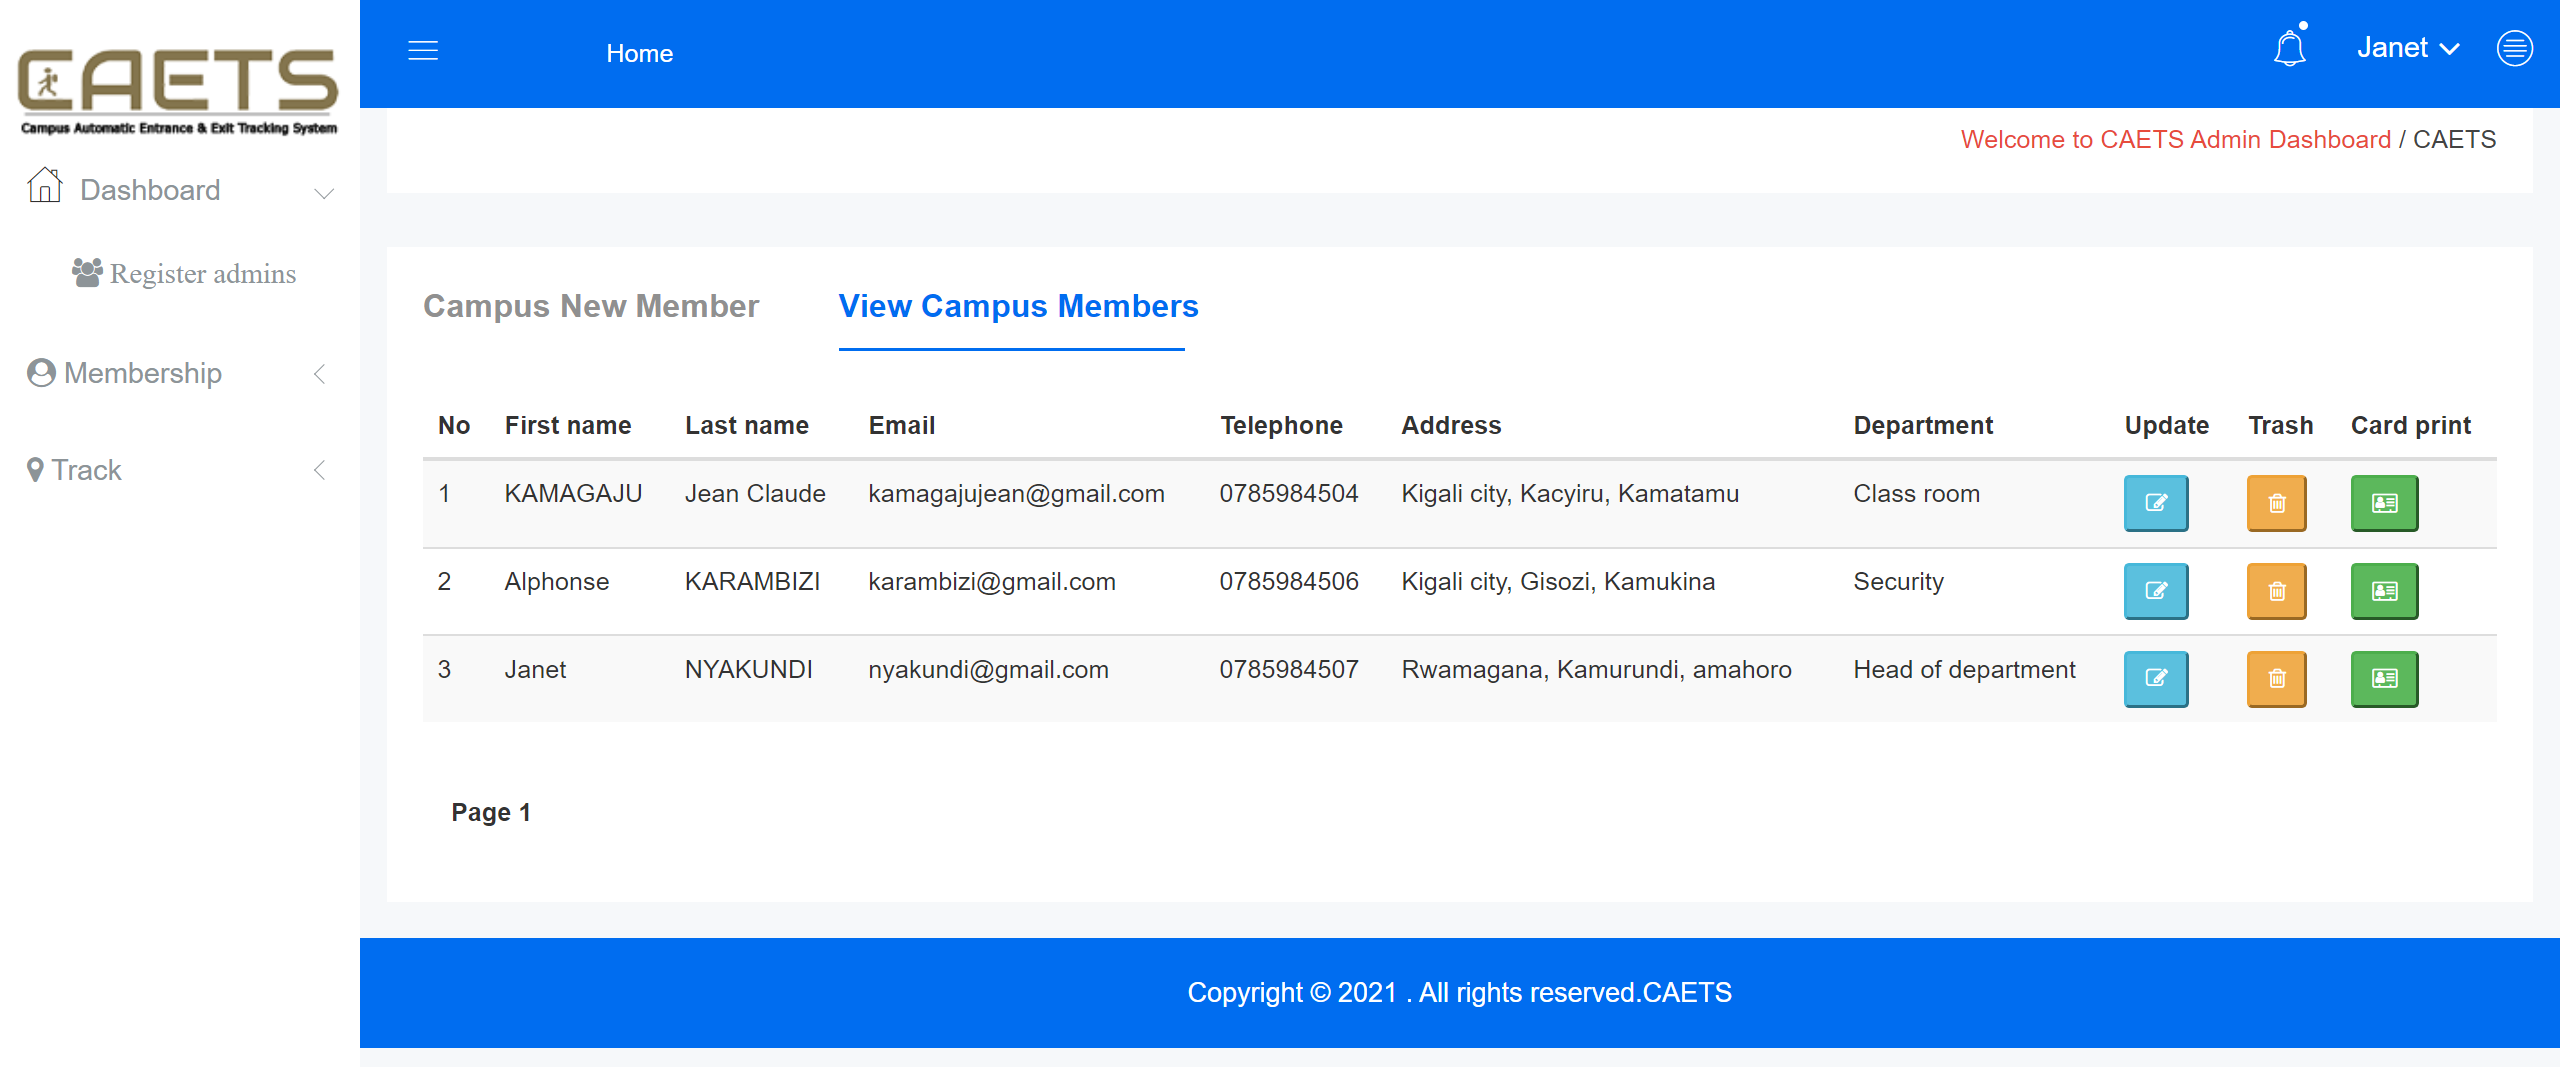 CAETS
Campus Automatic Entrance & Exit Tracking System
Home
Janet
Welcome to CAETS Admin Dashboard / CAETS
Dashboard
Register admins
Membership
Track
Campus New Member View Campus Members
No First name Last name Email Telephone Address Department Update Trash Card print
1 KAMAGAJU Jean Claude kamagajujean@gmail.com 0785984504 Kigali city, Kacyiru, Kamatamu Class room
2 Alphonse KARAMBIZI karambizi@gmail.com 0785984506 Kigali city, Gisozi, Kamukina Security
3 Janet NYAKUNDI nyakundi@gmail.com 0785984507 Rwamagana, Kamurundi, amahoro Head of department
Page 1
Copyright © 2021 . All rights reserved.CAETS